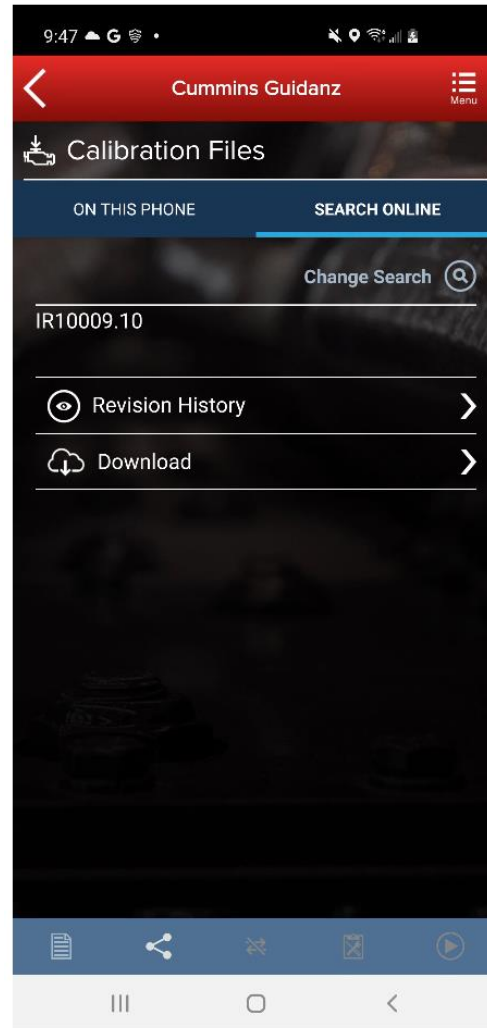 9:47 G
Cummins Guidanz
Menu
Calibration Files
ON THIS PHONE SEARCH ONLINE
Change Search
IR10009.10
Revision History
Download